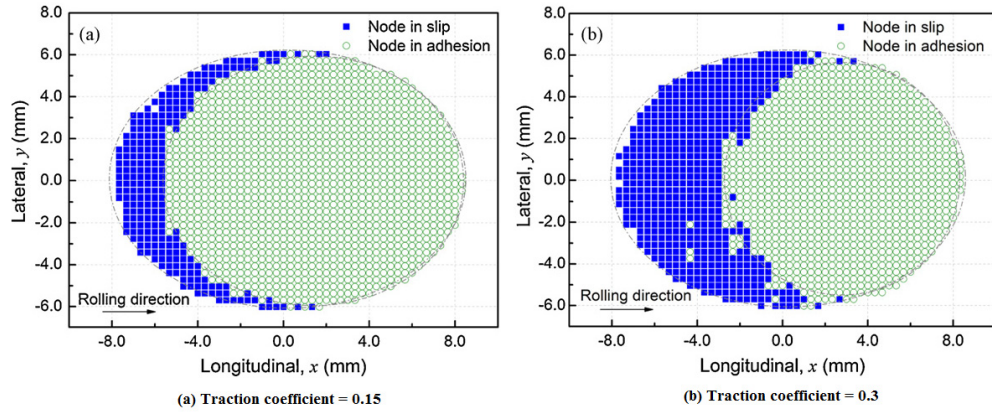 (a)
Node in slip
Node in adhesion
8.0
6.0
4.0
2.0
0.0
-2.0
-4.0
-6.0
Lateral, y (mm)
Rolling direction
-8.0 -4.0 0.0 4.0 8.0
Longitudinal, x (mm)
(a) Traction coefficient = 0.15
(b)
Node in slip
Node in adhesion
8.0
6.0
4.0
2.0
0.0
-2.0
-4.0
-6.0
Lateral, y (mm)
Rolling direction
-8.0 -4.0 0.0 4.0 8.0
Longitudinal, x (mm)
(b) Traction coefficient = 0.3